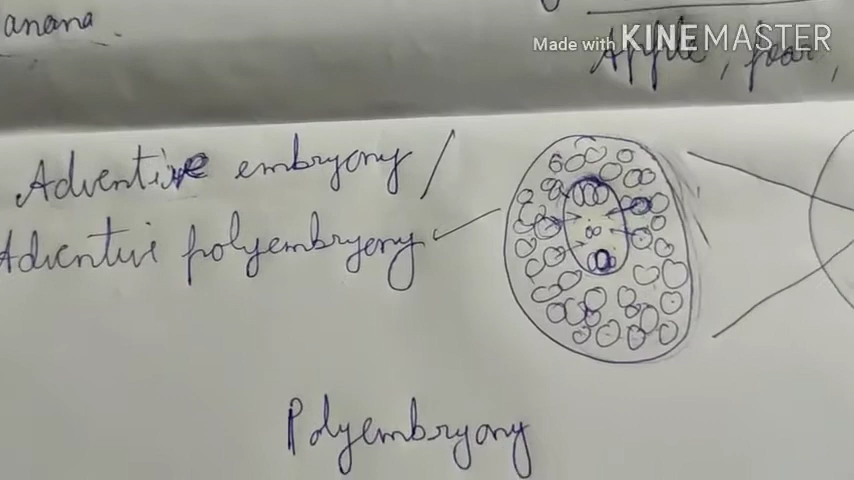 anana.
Made with KINEMASTER
Apple, pear,
Adventive embryony /
Adventive polyembryony
Polyembryony